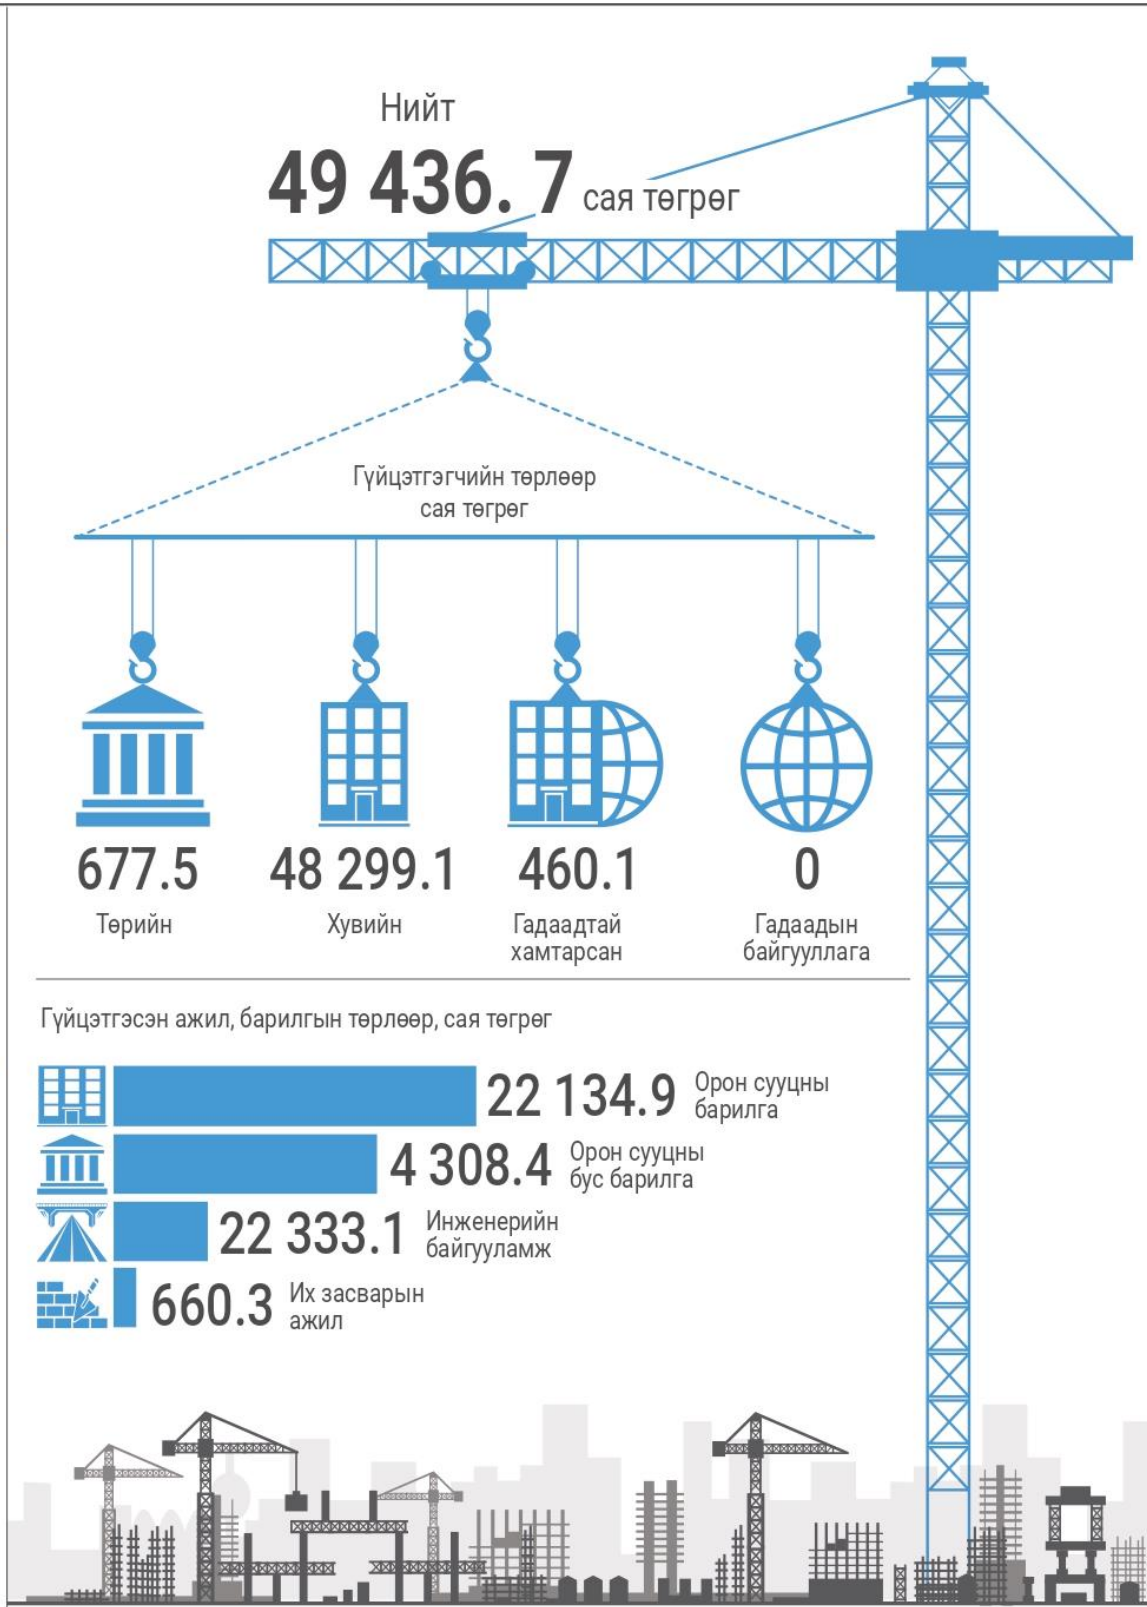 Нийт
49 436. 7 сая төгрөг
Гүйцэтгэгчийн төрлөөр
сая төгрөг
677.5
Төрийн
48 299.1
Хувийн
460.1
Гадаадтай
хамтарсан
0
Гадаадын
байгууллага
Гүйцэтгэсэн ажил, барилгын төрлөөр, сая төгрөг
22 134.9 Орон сууцны
барилга
4 308.4 Орон сууцны
бус барилга
22 333.1 Инженерийн
байгууламж
660.3 Их засварын
ажил